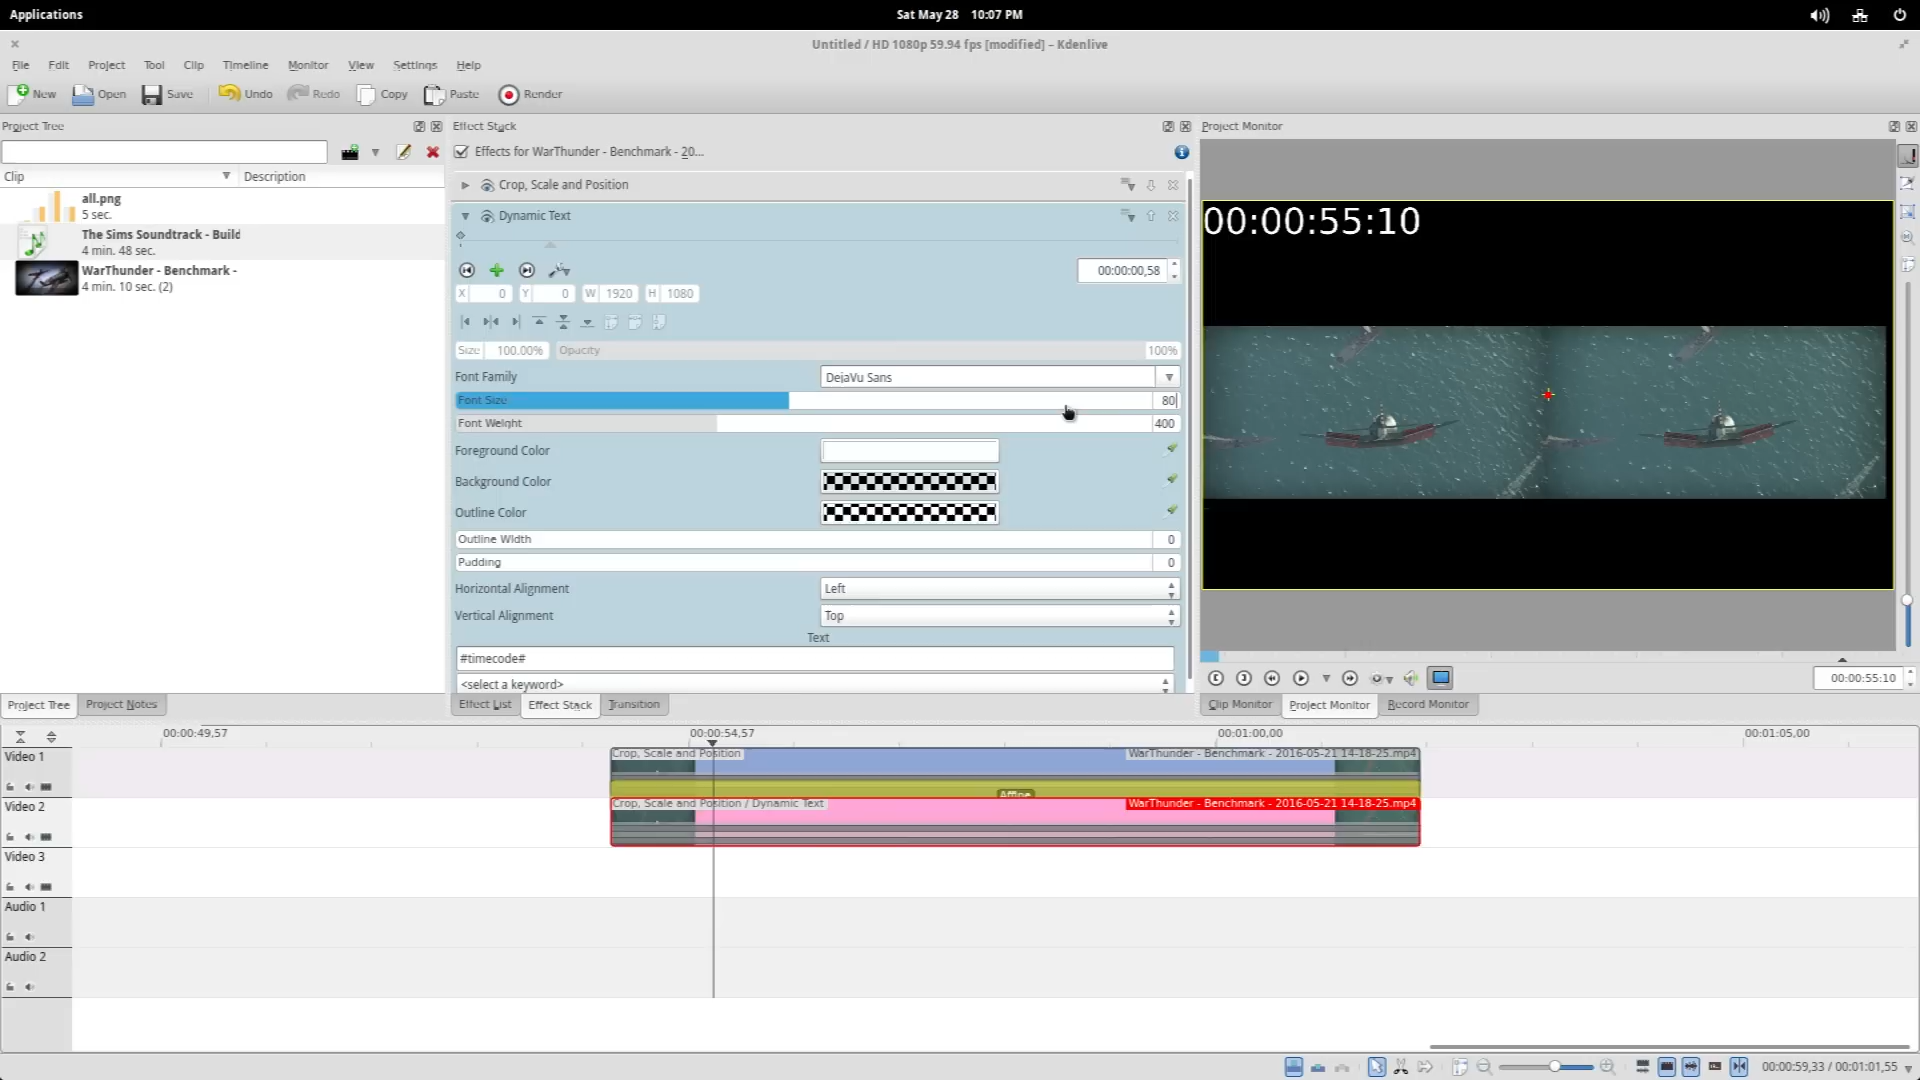 Applications
Sat May 28 10:07 PM
Untitled / HD 1080p 59.94 fps [modified] – Kdenlive
File Edit Project Tool Clip Timeline Monitor View Settings Help
New Open Save Undo Redo Copy Paste Render
Project Tree
Clip Description
all.png
5 sec.
The Sims Soundtrack - Build
4 min. 48 sec.
WarThunder - Benchmark -
4 min. 10 sec. (2)
Project Tree Project Notes
Effect Stack
Effects for WarThunder - Benchmark - 20...
Crop, Scale and Position
Dynamic Text
00:00:00,58
X 0 Y 0 W 1920 H 1080
Size 100.00% Opacity 100%
Font Family DejaVu Sans
Font Size 80
Font Weight 400
Foreground Color
Background Color
Outline Color
Outline Width 0
Pudding 0
Horizontal Alignment Left
Vertical Alignment Top
Text
#timecode#
<select a keyword>
Effect List Effect Stack Transition
Project Monitor
00:00:55:10
00:00:55:10
Clip Monitor Project Monitor Record Monitor
00:00:49,57 00:00:54,57 00:01:00,00 00:01:05,00
Video 1
Crop, Scale and Position WarThunder - Benchmark - 2016-05-21 14-18-25.mp4
Affine
Video 2
Crop, Scale and Position / Dynamic Text WarThunder - Benchmark - 2016-05-21 14-18-25.mp4
Video 3
Audio 1
Audio 2
00:00:59,33 / 00:01:01,55